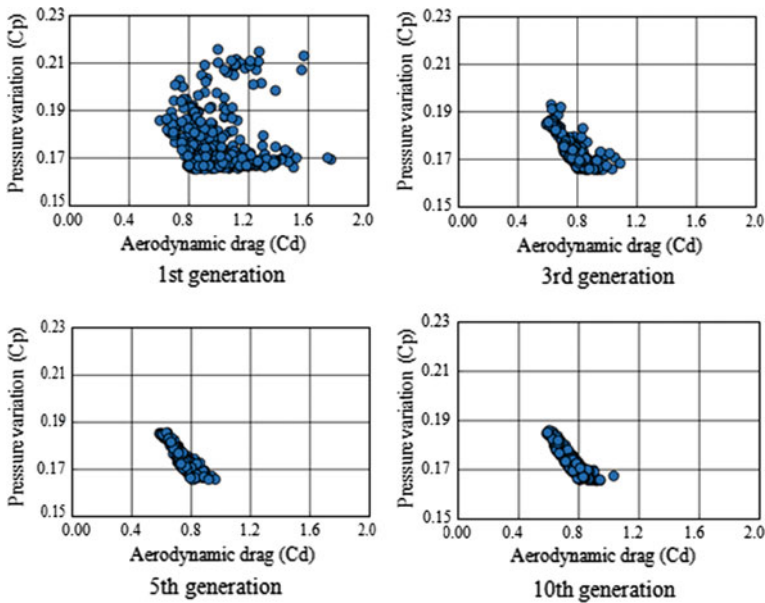 0.23
0.21
0.19
0.17
0.15
Pressure variation (Cp)
0.00 0.4 0.8 1.2 1.6 2.0
Aerodynamic drag (Cd)
1st generation
0.23
0.21
0.19
0.17
0.15
Pressure variation (Cp)
0.00 0.4 0.8 1.2 1.6 2.0
Aerodynamic drag (Cd)
3rd generation
0.23
0.21
0.19
0.17
0.15
Pressure variation (Cp)
0.00 0.4 0.8 1.2 1.6 2.0
Aerodynamic drag (Cd)
5th generation
0.23
0.21
0.19
0.17
0.15
Pressure variation (Cp)
0.00 0.4 0.8 1.2 1.6 2.0
Aerodynamic drag (Cd)
10th generation